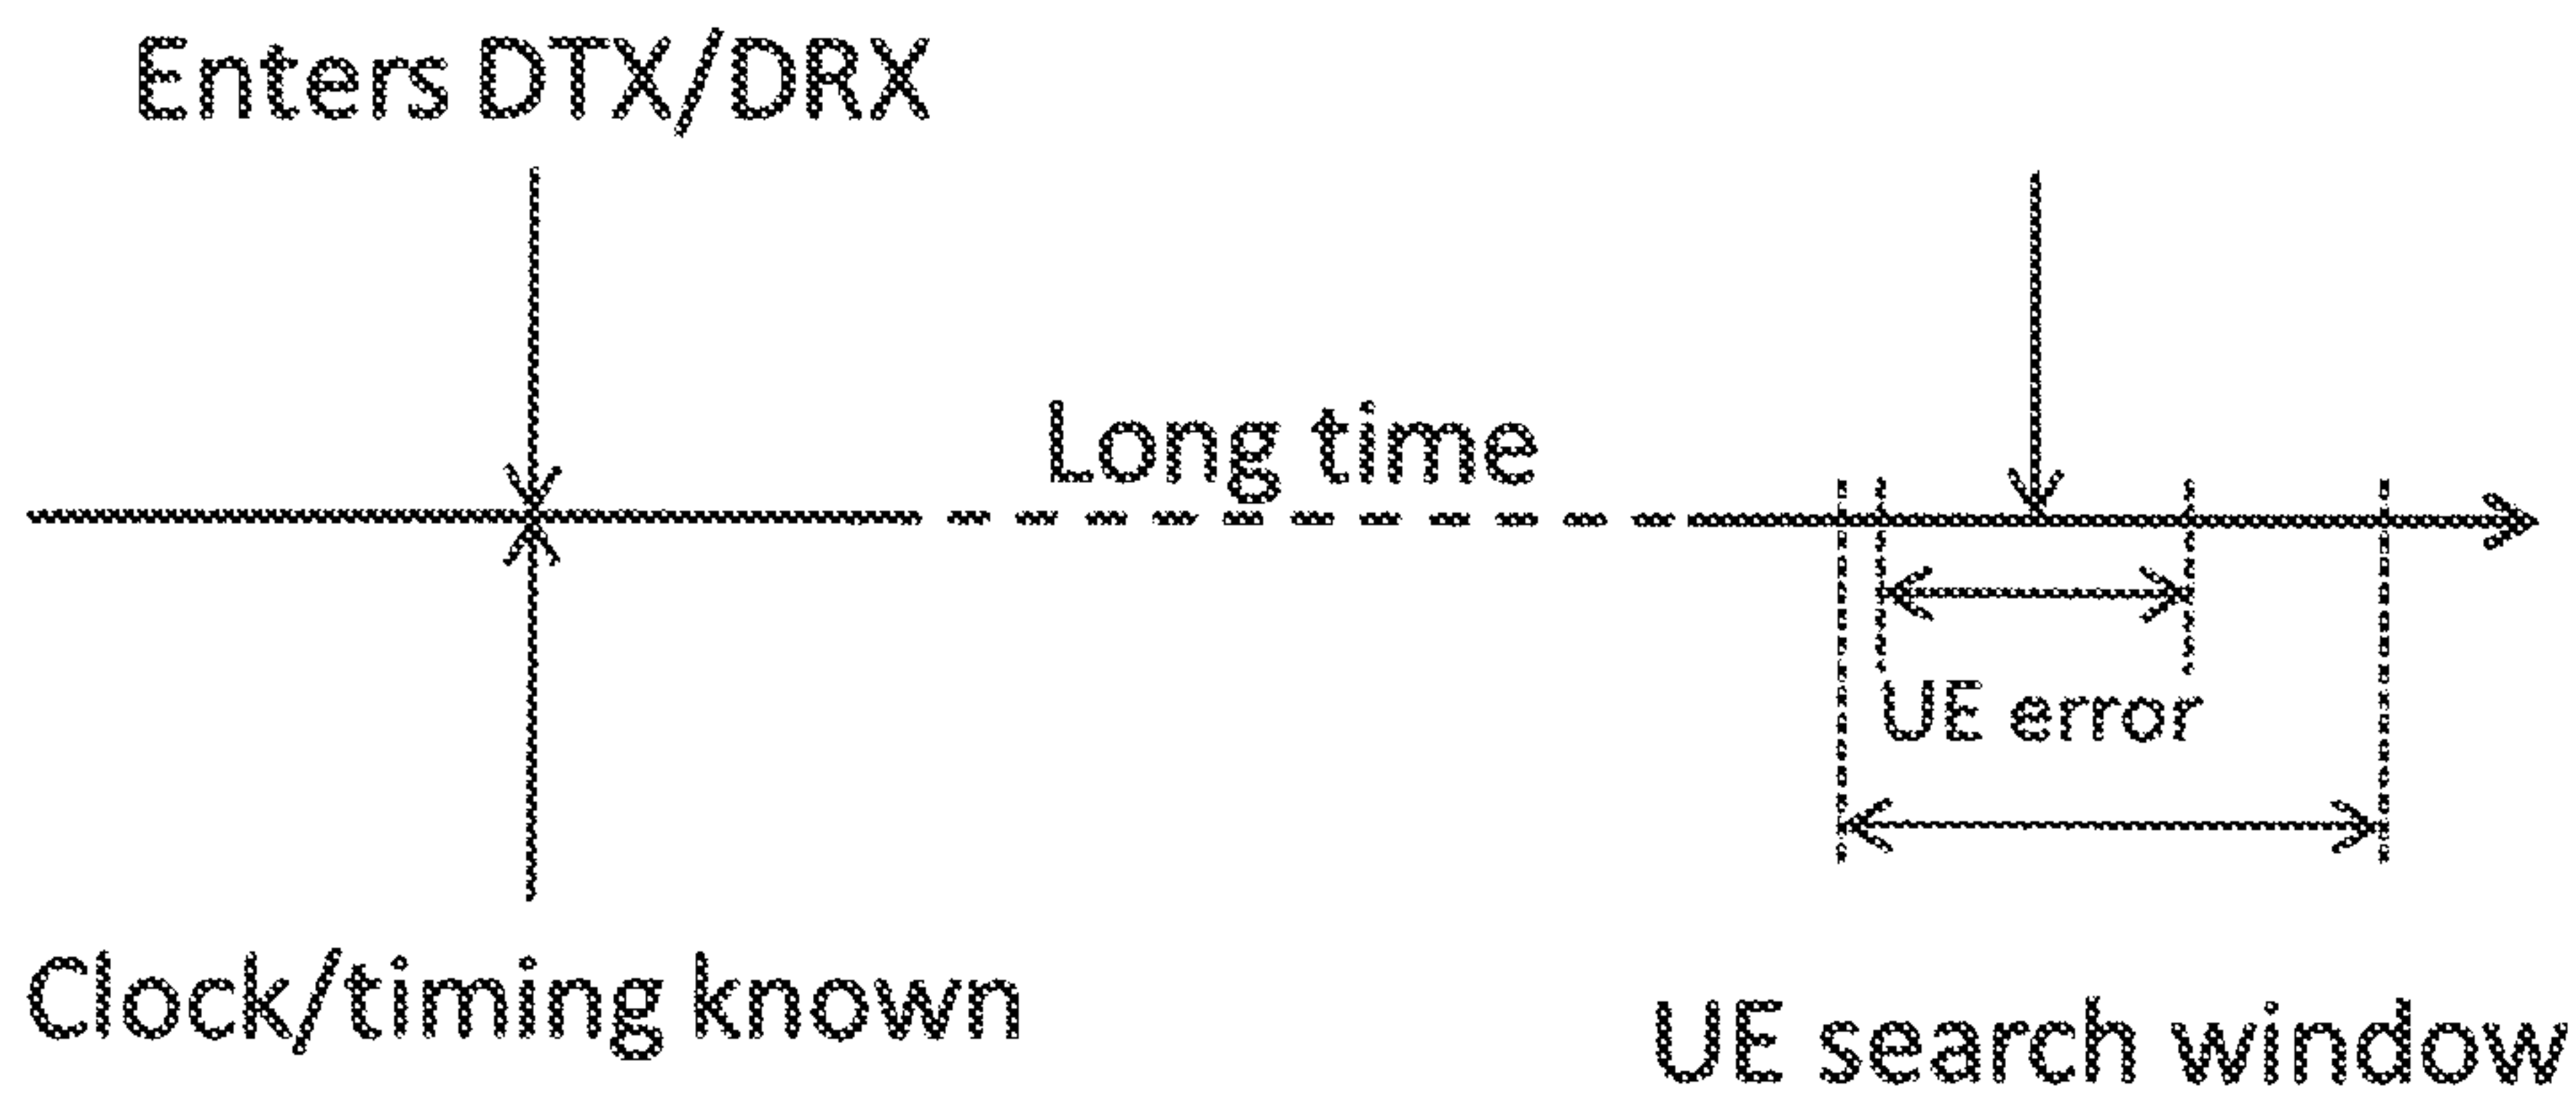 Enters DTX/DRX
Long time
UE error
Clock/timing known
UE search window